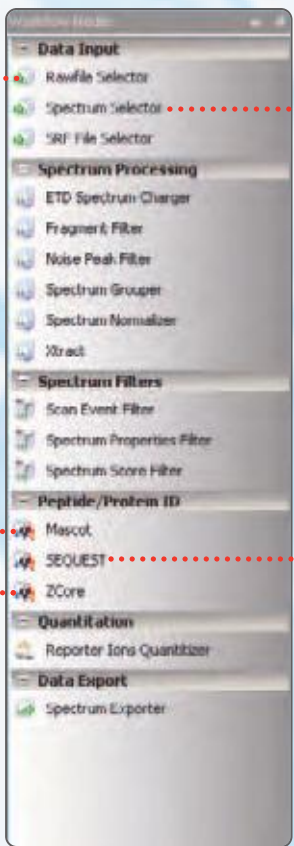 Workflow Nodes
Data Input
Rawfile Selector
Spectrum Selector
SRF File Selector
Spectrum Processing
ETD Spectrum Charger
Fragment Filter
Noise Peak Filter
Spectrum Grouper
Spectrum Normalizer
Xtract
Spectrum Filters
Scan Event Filter
Spectrum Properties Filter
Spectrum Score Filter
Peptide/Protein ID
Mascot
SEQUEST
ZCore
Quantitation
Reporter Ions Quantitizer
Data Export
Spectrum Exporter